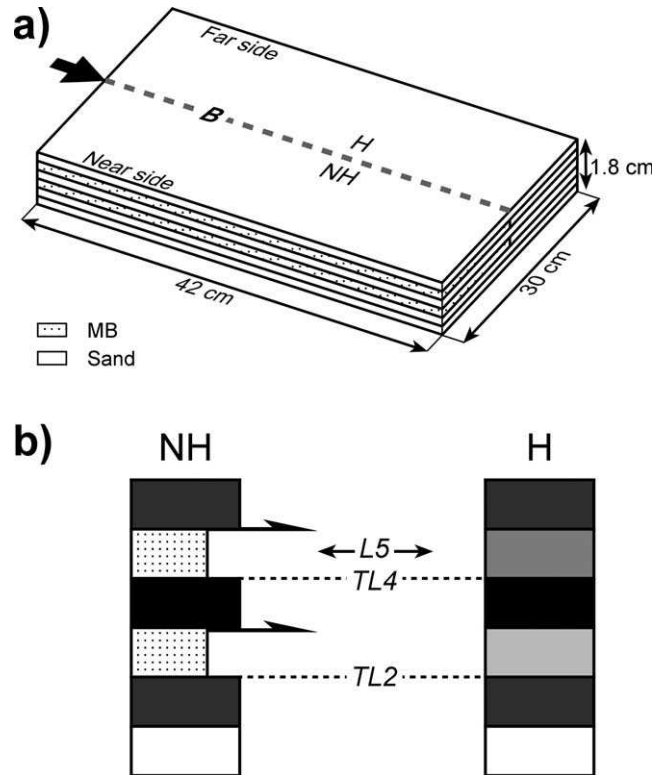 a)
Far side
B
H
NH
Near side
1.8 cm
42 cm
30 cm
MB
Sand
b)
NH
H
L5
TL4
TL2